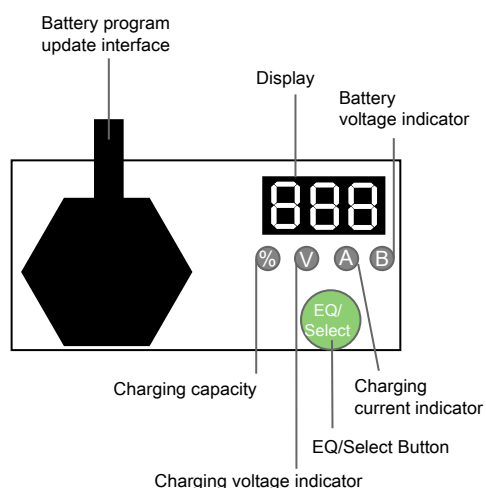 Battery program
update interface
Display
Battery
voltage indicator
888
% V A B
EQ/
Select
Charging capacity
Charging
current indicator
EQ/Select Button
Charging voltage indicator